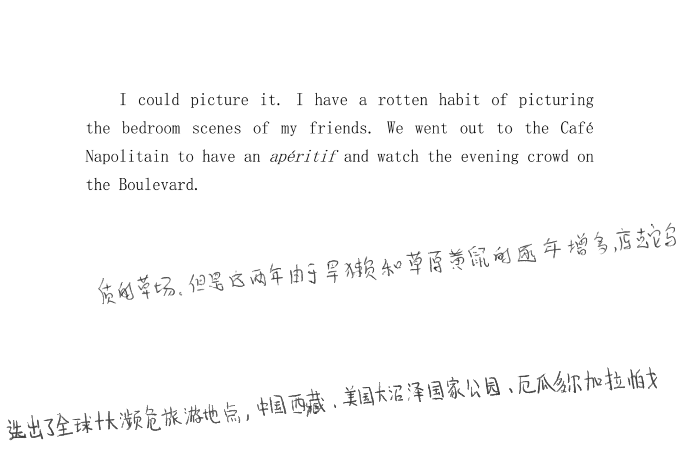 I could picture it. I have a rotten habit of picturing
the bedroom scenes of my friends. We went out to the Café
Napolitain to have an apéritif and watch the evening crowd on
the Boulevard.
质的草场。但是这两年由于旱獭和草原黄鼠的逐年增多,
选出了全球十大濒危旅游地点,中国西藏、美国大沼泽国家公园、厄瓜多尔加拉帕戈